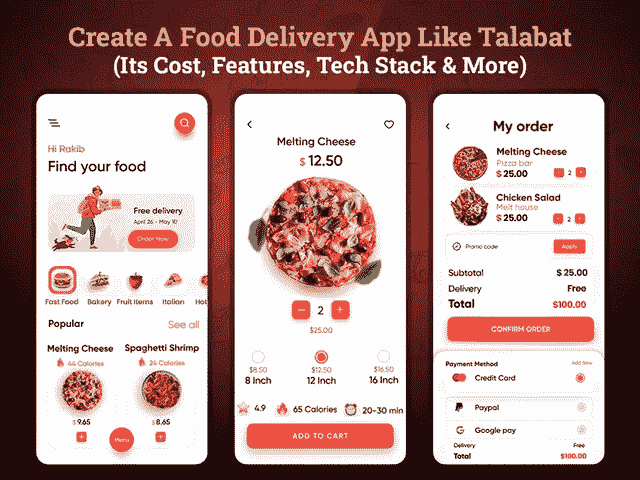 Create A Food Delivery App Like Talabat
(Its Cost, Features, Tech Stack & More)
Hi Rakib
Find your food
Free delivery
April 26 - May 10
Order Now
Fast Food
Bakery
Fruit Items
Italian
Hot
Popular
See all
Melting Cheese
Spaghetti Shrimp
44 Calories
24 Calories
$ 9.65
$ 8.65
+
+
Menu
Melting Cheese
$ 12.50
− 2 +
$25.00
$8.50
$12.50
$16.50
8 Inch
12 Inch
16 Inch
4.9
65 Calories
20-30 min
ADD TO CART
My order
Melting Cheese
Pizza bar
$ 25.00
- 2 +
Chicken Salad
Melt house
$ 25.00
- 2 +
Promo code
Apply
Subtotal
$ 25.00
Delivery
Free
Total
$100.00
CONFIRM ORDER
Payment Method
Add New
Credit Card
Paypal
Google pay
Delivery
Free
Total
$100.00